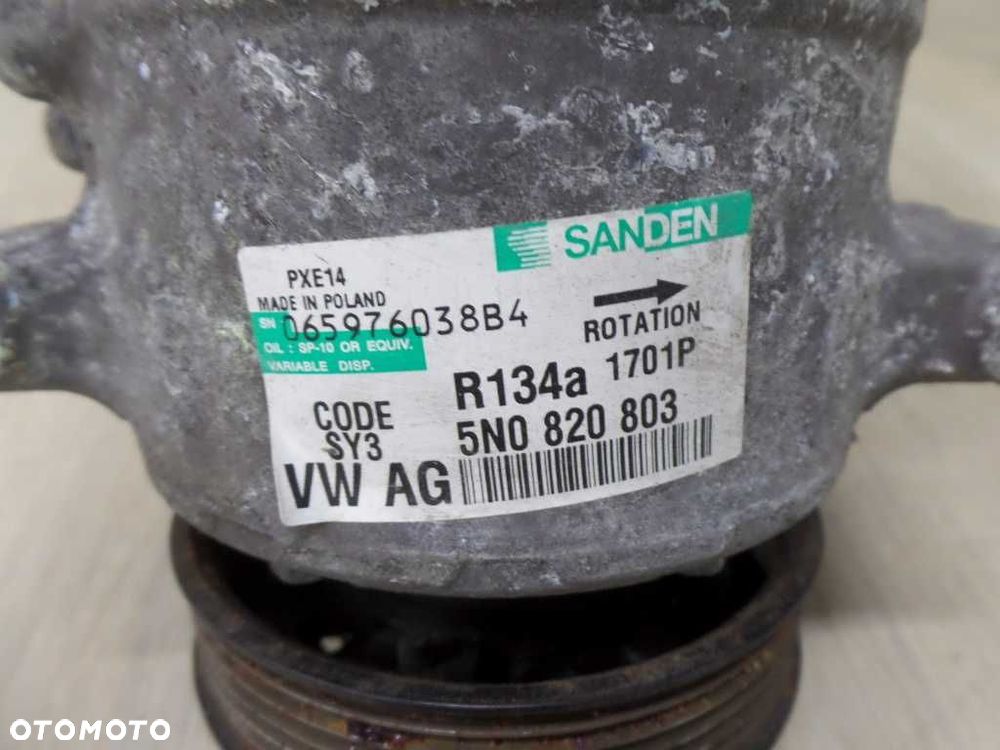 SANDEN
PXE14
MADE IN POLAND
SN 065976038B4
ROTATION
OIL : SP-10 OR EQUIV.
VARIABLE DISP.
R134a 1701P
CODE
SY3
5N0 820 803
VW AG
OTOMOTO